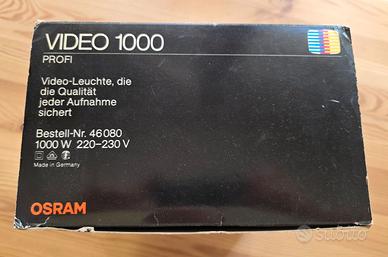 VIDEO 1000
PROFI
Video-Leuchte, die
die Qualität
jeder Aufnahme
sichert
Bestell-Nr. 46080
1000 W 220–230 V
Made in Germany
OSRAM
subito